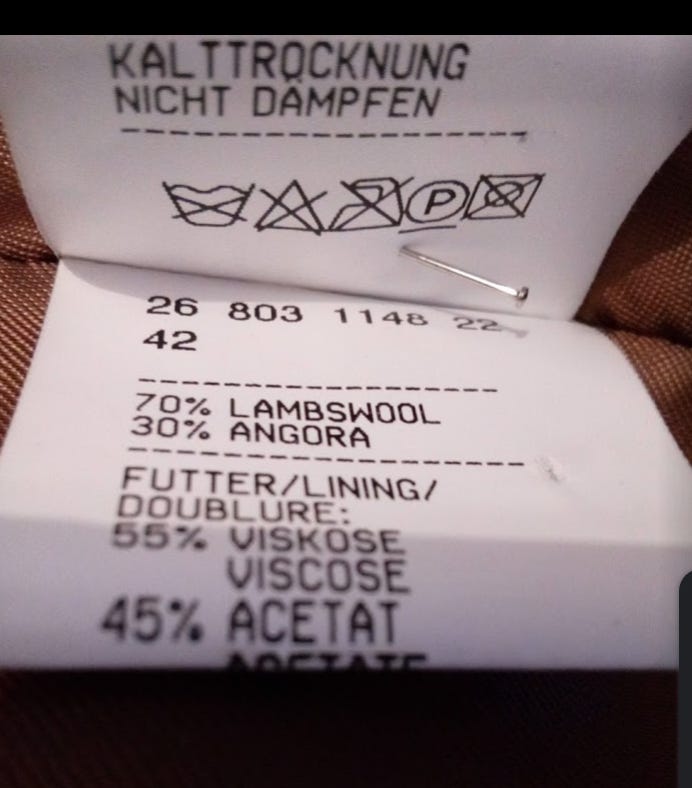 KALTTROCKNUNG
NICHT DÄMPFEN
P
26 803 1148 22
42
70% LAMBSWOOL
30% ANGORA
FUTTER/LINING/
DOUBLURE:
55% VISKOSE
VISCOSE
45% ACETAT
ACETATE